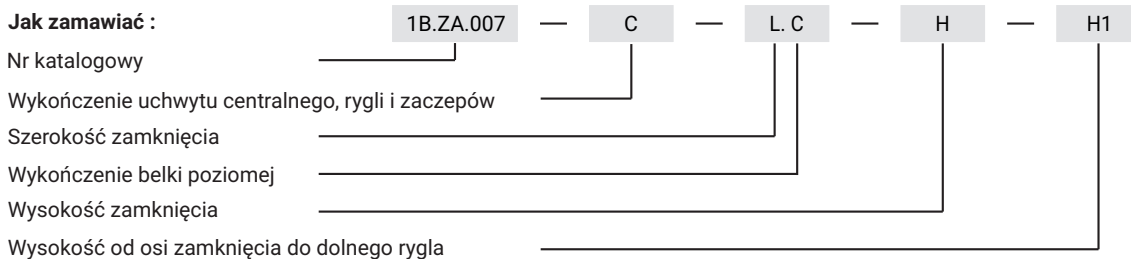 Jak zamawiać : 1B.ZA.007 — C — L. C — H — H1
Nr katalogowy
Wykończenie uchwytu centralnego, rygli i zaczepów
Szerokość zamknięcia
Wykończenie belki poziomej
Wysokość zamknięcia
Wysokość od osi zamknięcia do dolnego rygla